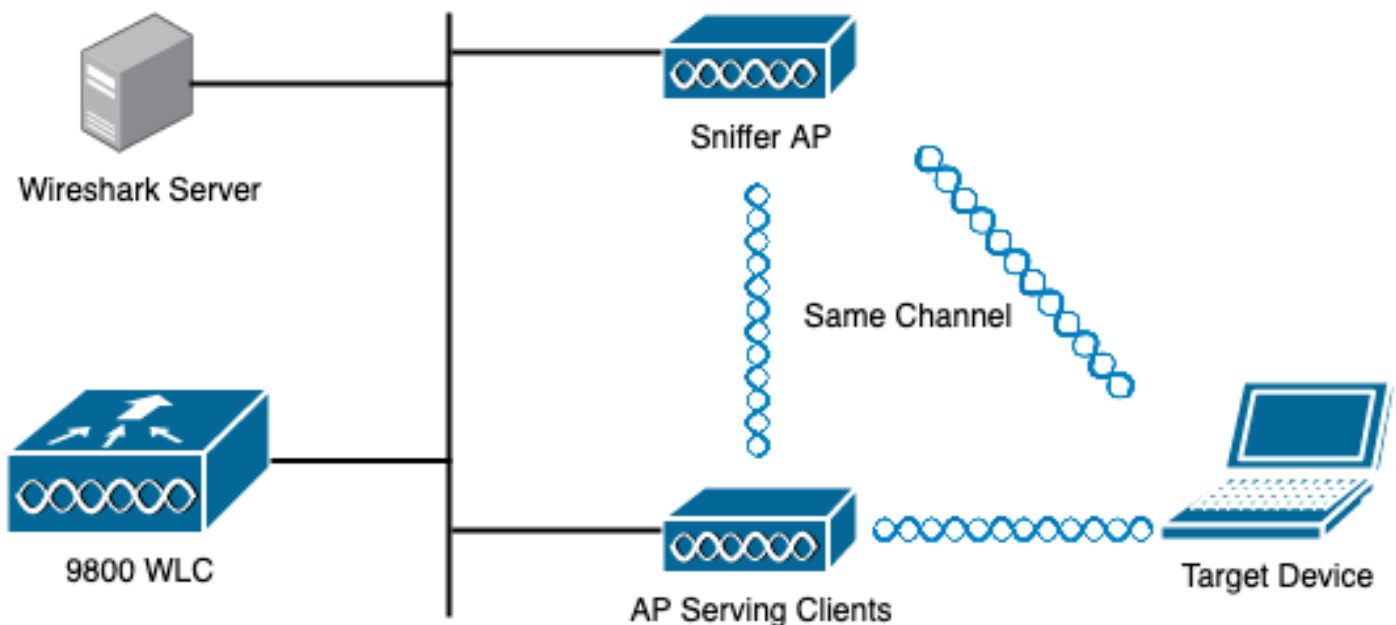 Sniffer AP
Wireshark Server
Same Channel
9800 WLC
Target Device
AP Serving Clients